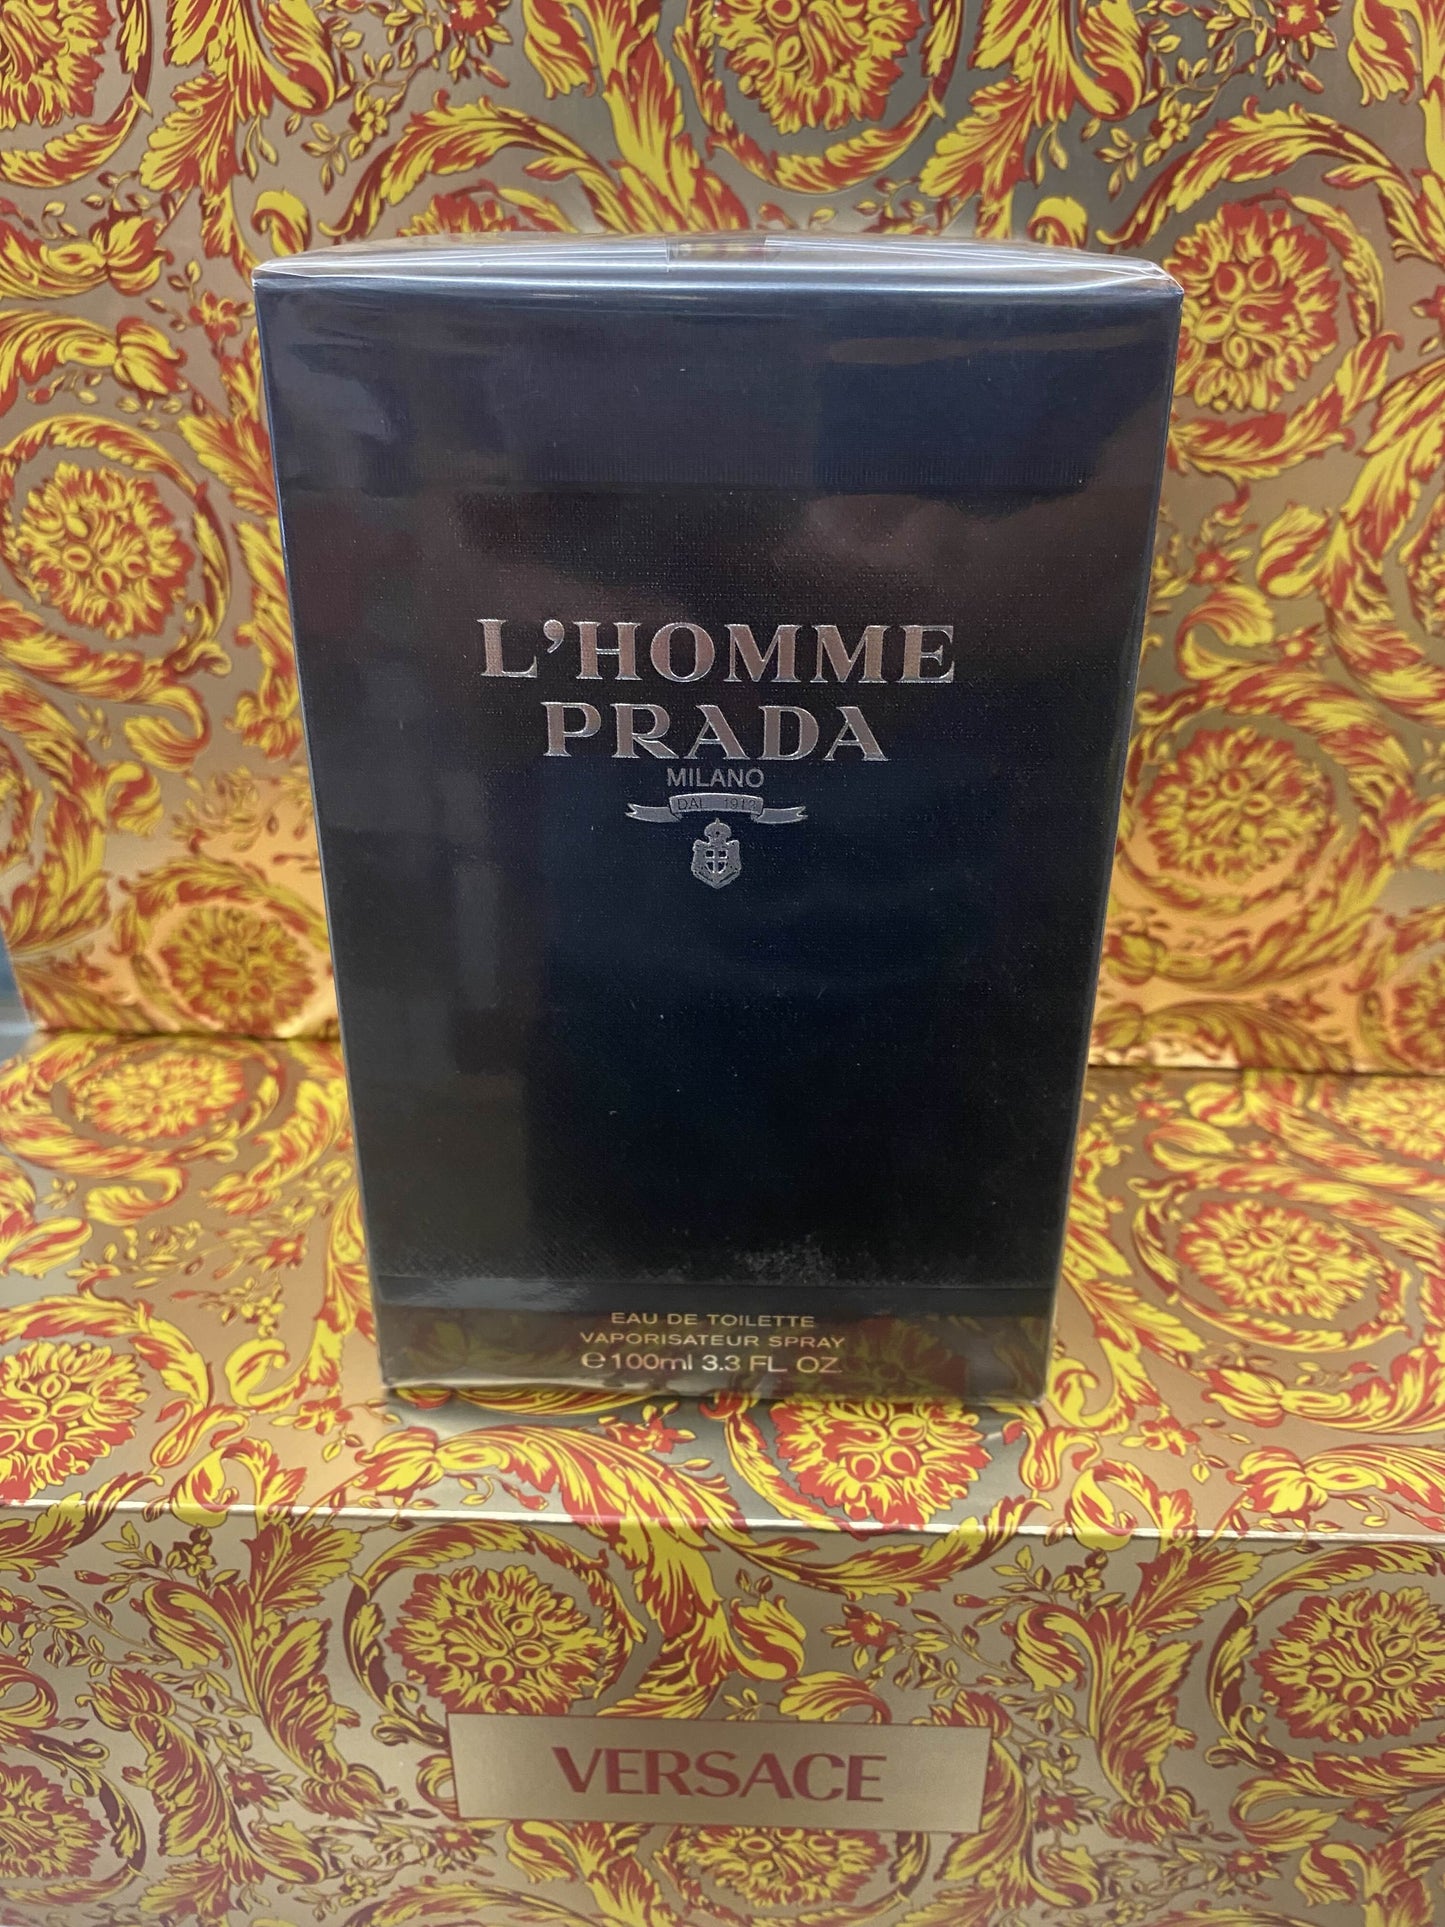 L'HOMME
PRADA
MILANO
DAL 1913
EAU DE TOILETTE
VAPORISATEUR SPRAY
℮100ml 3.3 FL. OZ.
VERSACE